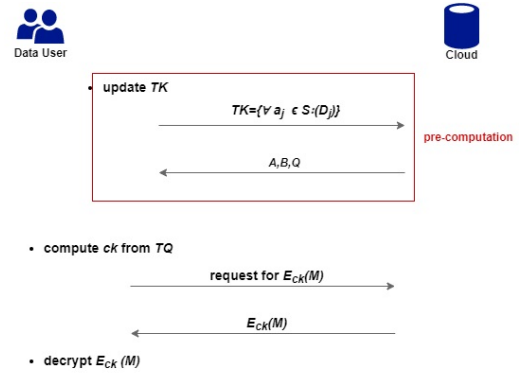 Data User
Cloud
• update TK
TK={∀ aj ϵ S:(Dj)}
pre-computation
A,B,Q
• compute ck from TQ
request for Eck(M)
Eck(M)
• decrypt Eck (M)